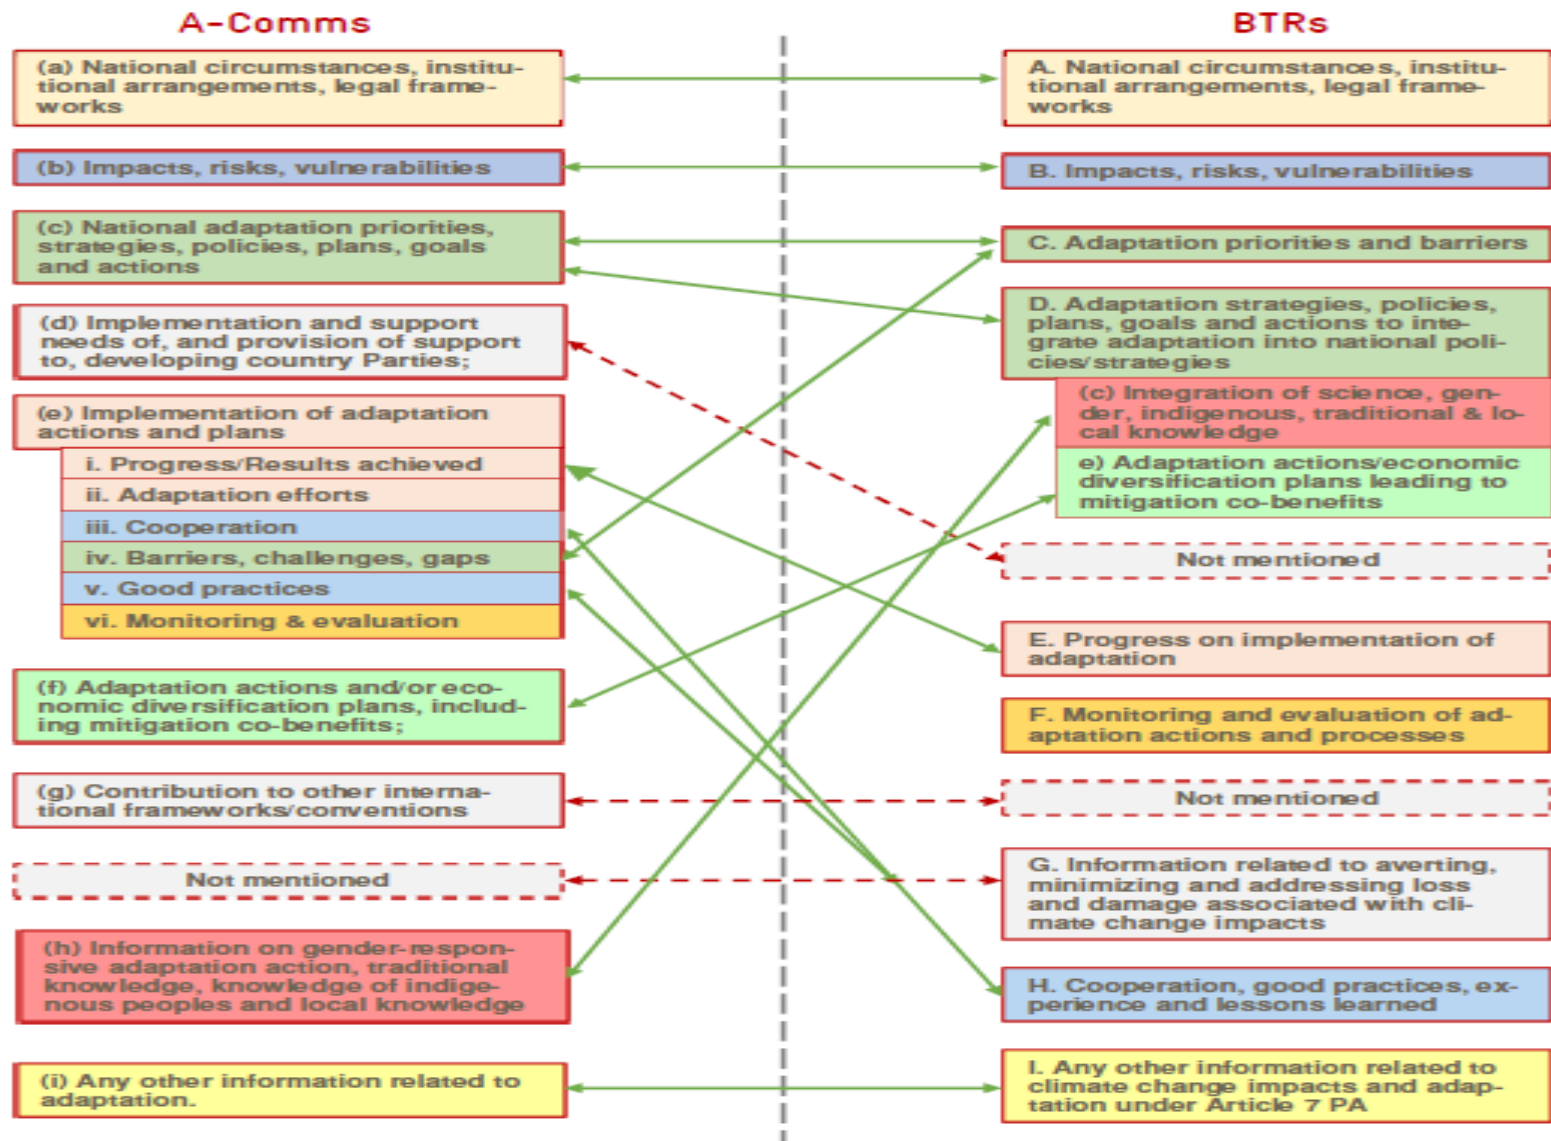 A-Comms
(a) National circumstances, institu-
tional arrangements, legal frame-
works
(b) Impacts, risks, vulnerabilities
(c) National adaptation priorities,
strategies, policies, plans, goals
and actions
(d) Implementation and support
needs of, and provision of support
to, developing country Parties;
(e) Implementation of adaptation
actions and plans
i. Progress/Results achieved
ii. Adaptation efforts
iii. Cooperation
iv. Barriers, challenges, gaps
v. Good practices
vi. Monitoring & evaluation
(f) Adaptation actions and/or eco-
nomic diversification plans, includ-
ing mitigation co-benefits;
(g) Contribution to other interna-
tional frameworks/conventions
Not mentioned
(h) Information on gender-respon-
sive adaptation action, traditional
knowledge, knowledge of indige-
nous peoples and local knowledge
(i) Any other information related to
adaptation.
BTRs
A. National circumstances, institu-
tional arrangements, legal frame-
works
B. Impacts, risks, vulnerabilities
C. Adaptation priorities and barriers
D. Adaptation strategies, policies,
plans, goals and actions to inte-
grate adaptation into national poli-
cies/strategies
(c) Integration of science, gen-
der, indigenous, traditional & lo-
cal knowledge
e) Adaptation actions/economic
diversification plans leading to
mitigation co-benefits
Not mentioned
E. Progress on implementation of
adaptation
F. Monitoring and evaluation of ad-
aptation actions and processes
Not mentioned
G. Information related to averting,
minimizing and addressing loss
and damage associated with cli-
mate change impacts
H. Cooperation, good practices, ex-
perience and lessons learned
I. Any other information related to
climate change impacts and adap-
tation under Article 7 PA